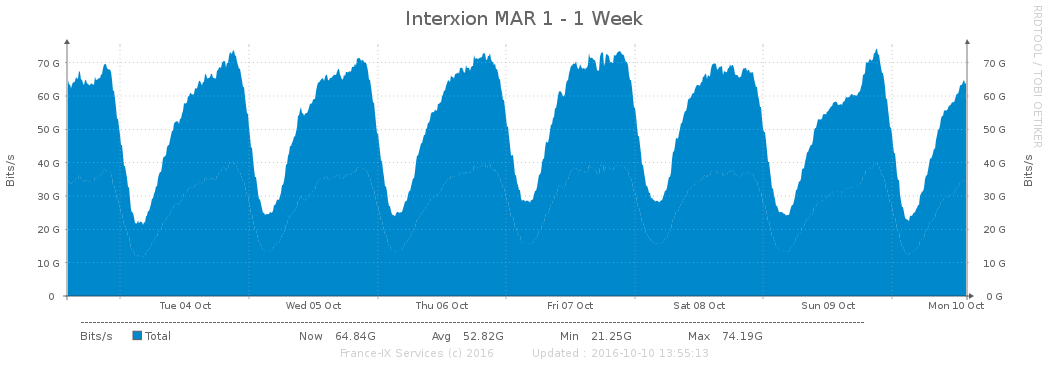 Interxion MAR 1 - 1 Week
RRDTOOL / TOBI OETIKER
Bits/s
Bits/s
70 G 70 G
60 G 60 G
50 G 50 G
40 G 40 G
30 G 30 G
20 G 20 G
10 G 10 G
0 0 G
Tue 04 Oct Wed 05 Oct Thu 06 Oct Fri 07 Oct Sat 08 Oct Sun 09 Oct Mon 10 Oct
Bits/s Total Now 64.84G Avg 52.82G Min 21.25G Max 74.19G
France-IX Services (c) 2016 Updated : 2016-10-10 13:55:13